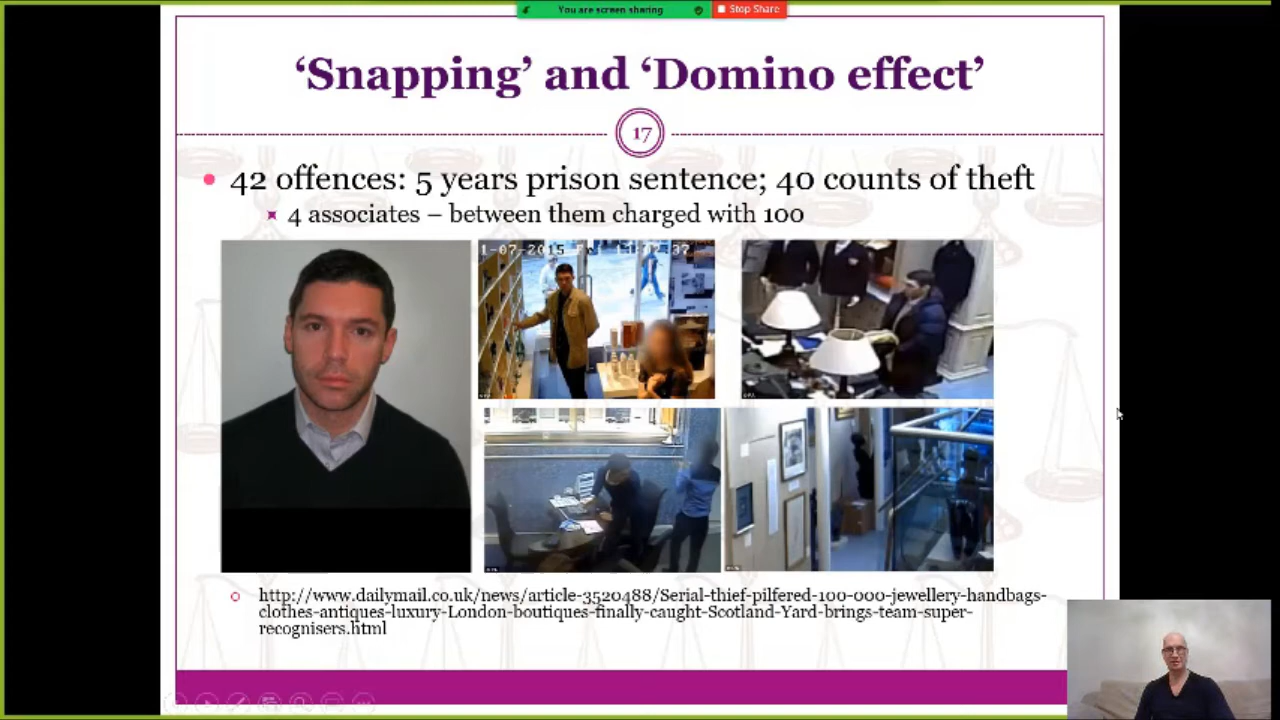 You are screen sharing
Stop Share
‘Snapping’ and ‘Domino effect’
17
42 offences: 5 years prison sentence; 40 counts of theft
4 associates – between them charged with 100
http://www.dailymail.co.uk/news/article-3520488/Serial-thief-pilfered-100-000-jewellery-handbags-
clothes-antiques-luxury-London-boutiques-finally-caught-Scotland-Yard-brings-team-super-
recognisers.html